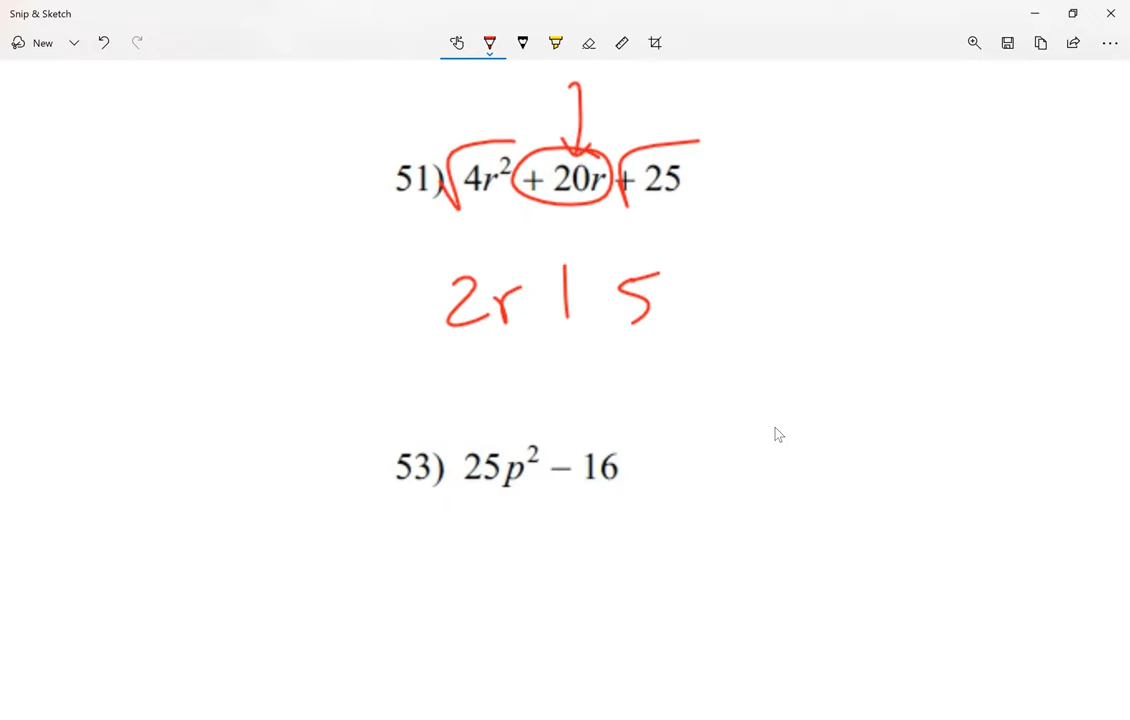 Snip & Sketch
New
51) 4r² + 20r + 25
2r | 5
53) 25p² – 16